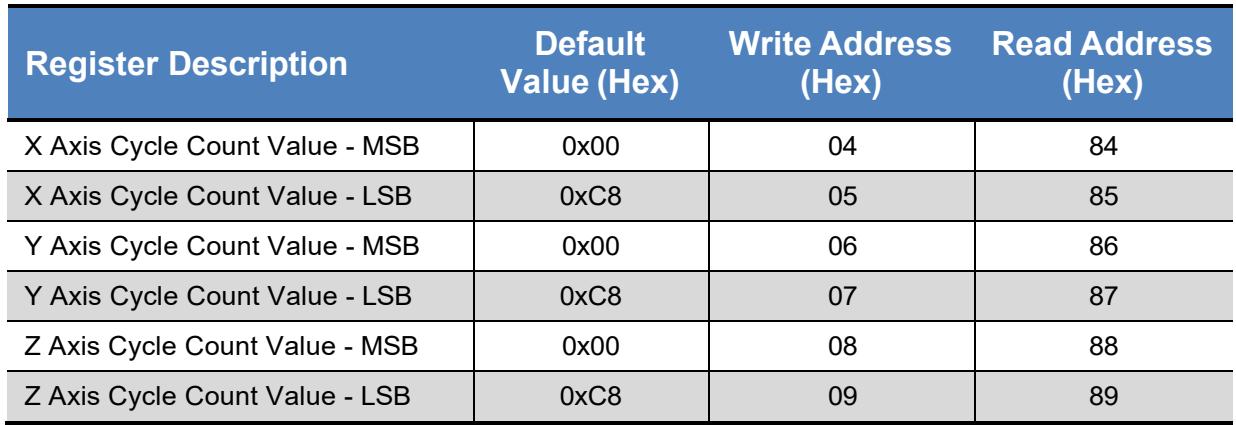 Register Description Default Value (Hex) Write Address (Hex) Read Address (Hex)
X Axis Cycle Count Value - MSB 0x00 04 84
X Axis Cycle Count Value - LSB 0xC8 05 85
Y Axis Cycle Count Value - MSB 0x00 06 86
Y Axis Cycle Count Value - LSB 0xC8 07 87
Z Axis Cycle Count Value - MSB 0x00 08 88
Z Axis Cycle Count Value - LSB 0xC8 09 89